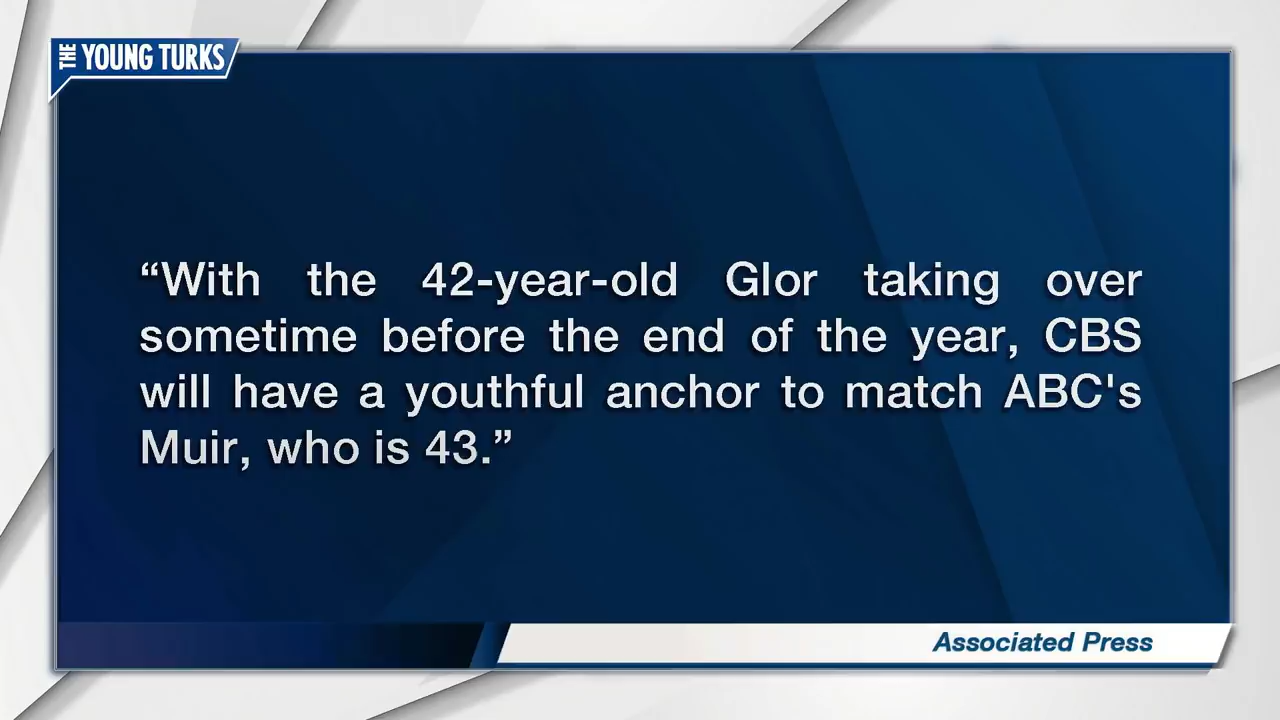 THE YOUNG TURKS
“With the 42-year-old Glor taking over
sometime before the end of the year, CBS
will have a youthful anchor to match ABC's
Muir, who is 43.”
Associated Press